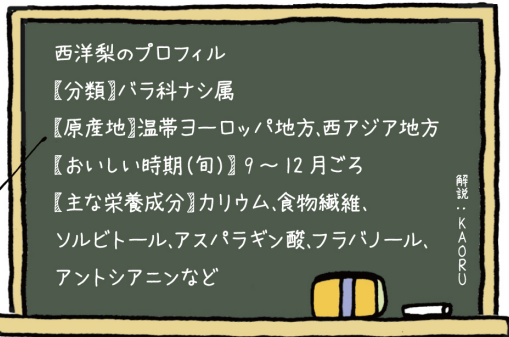 西洋梨のプロフィル
〖分類〗バラ科ナシ属
〖原産地〗温帯ヨーロッパ地方、西アジア地方
〖おいしい時期(旬)〗9〜12月ごろ
〖主な栄養成分〗カリウム、食物繊維、
ソルビトール、アスパラギン酸、フラバノール、
アントシアニンなど
解説:KAORU